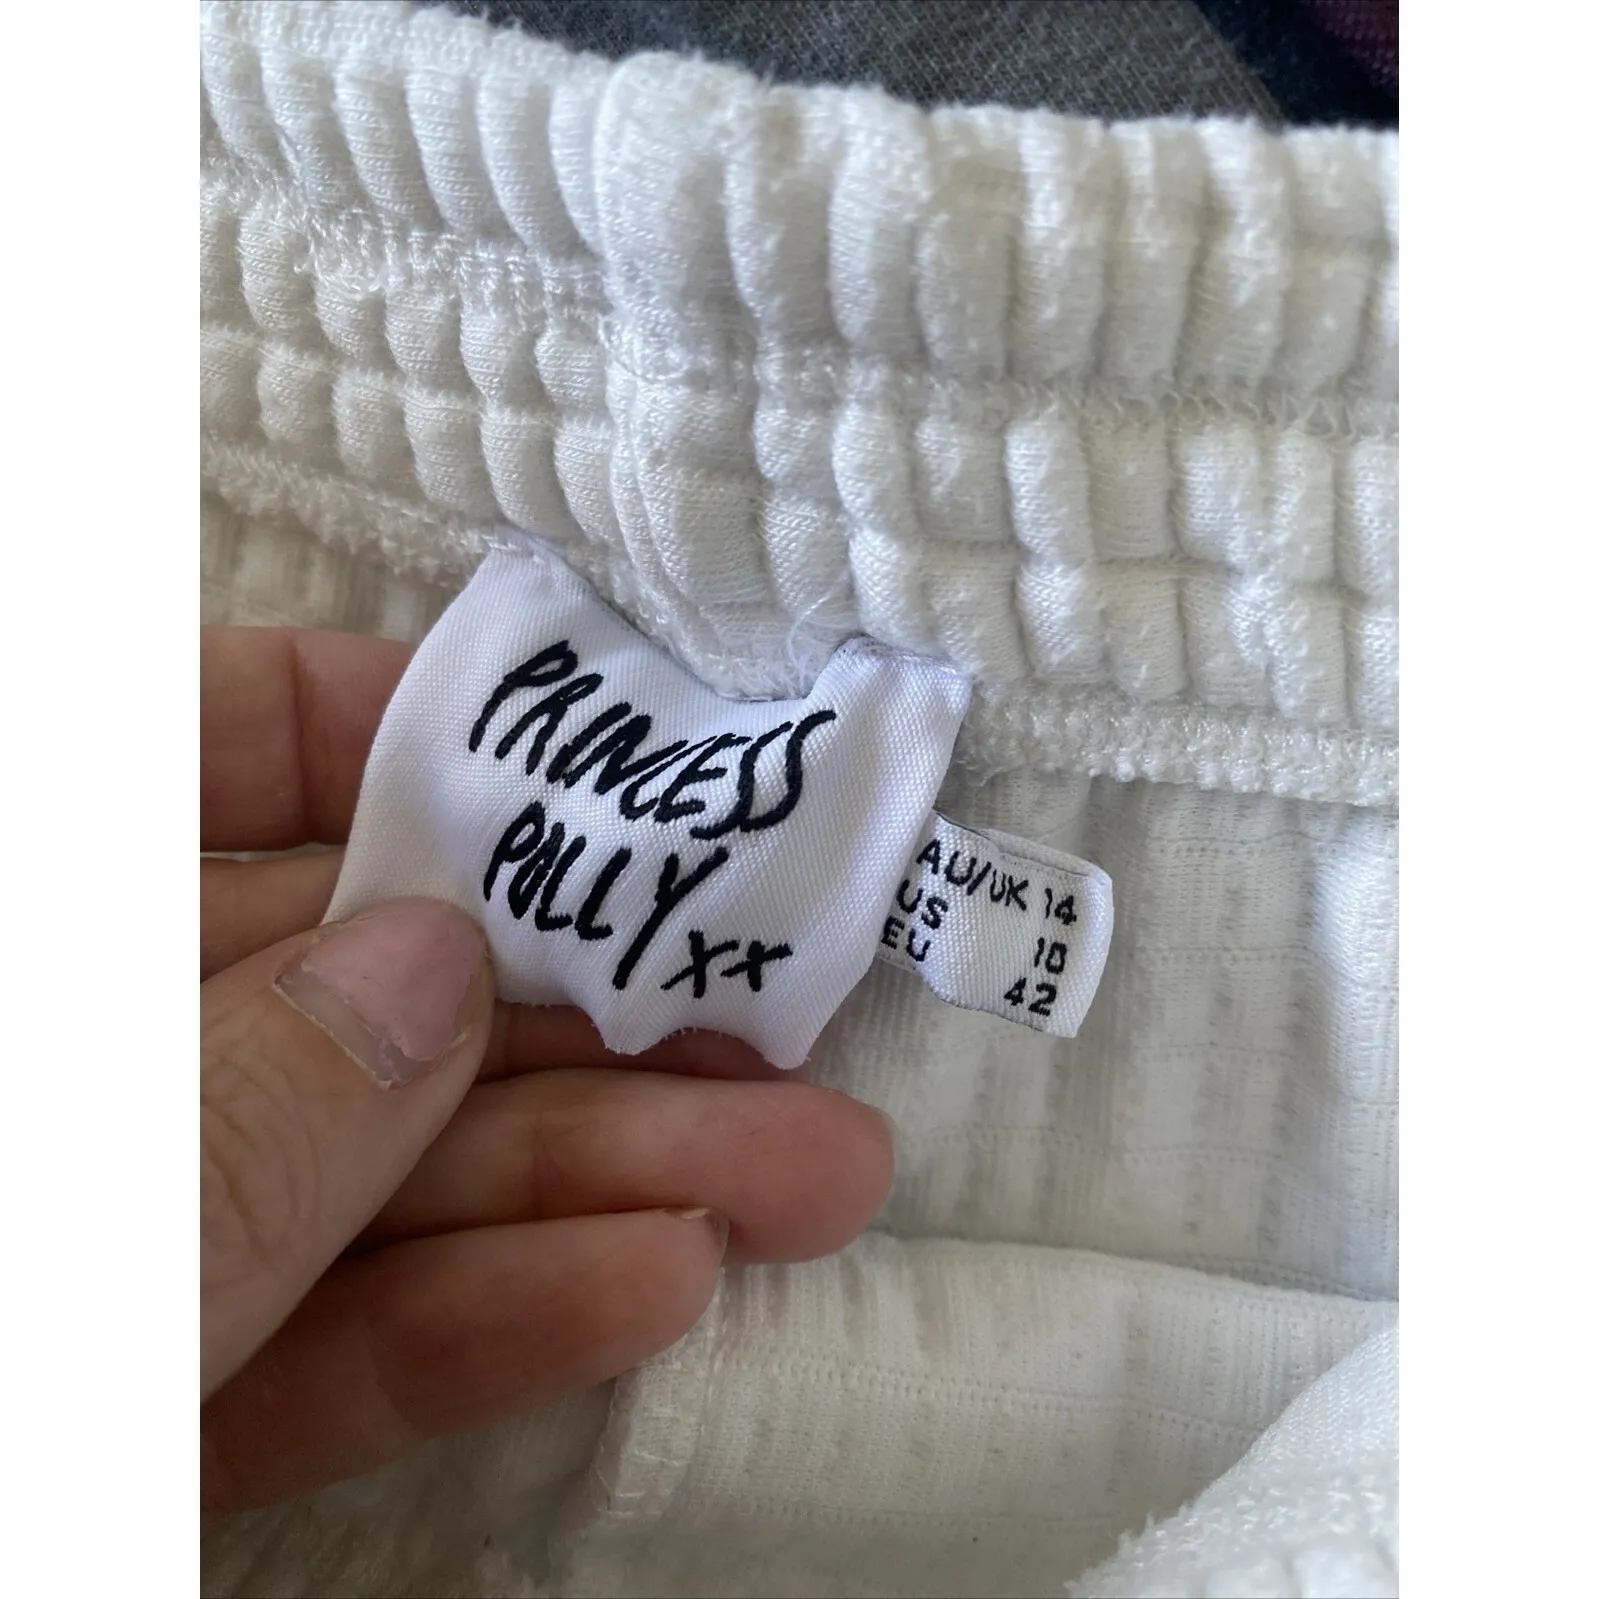 PRINCESS
POLLY xx
AU/UK 14
US 10
EU 42